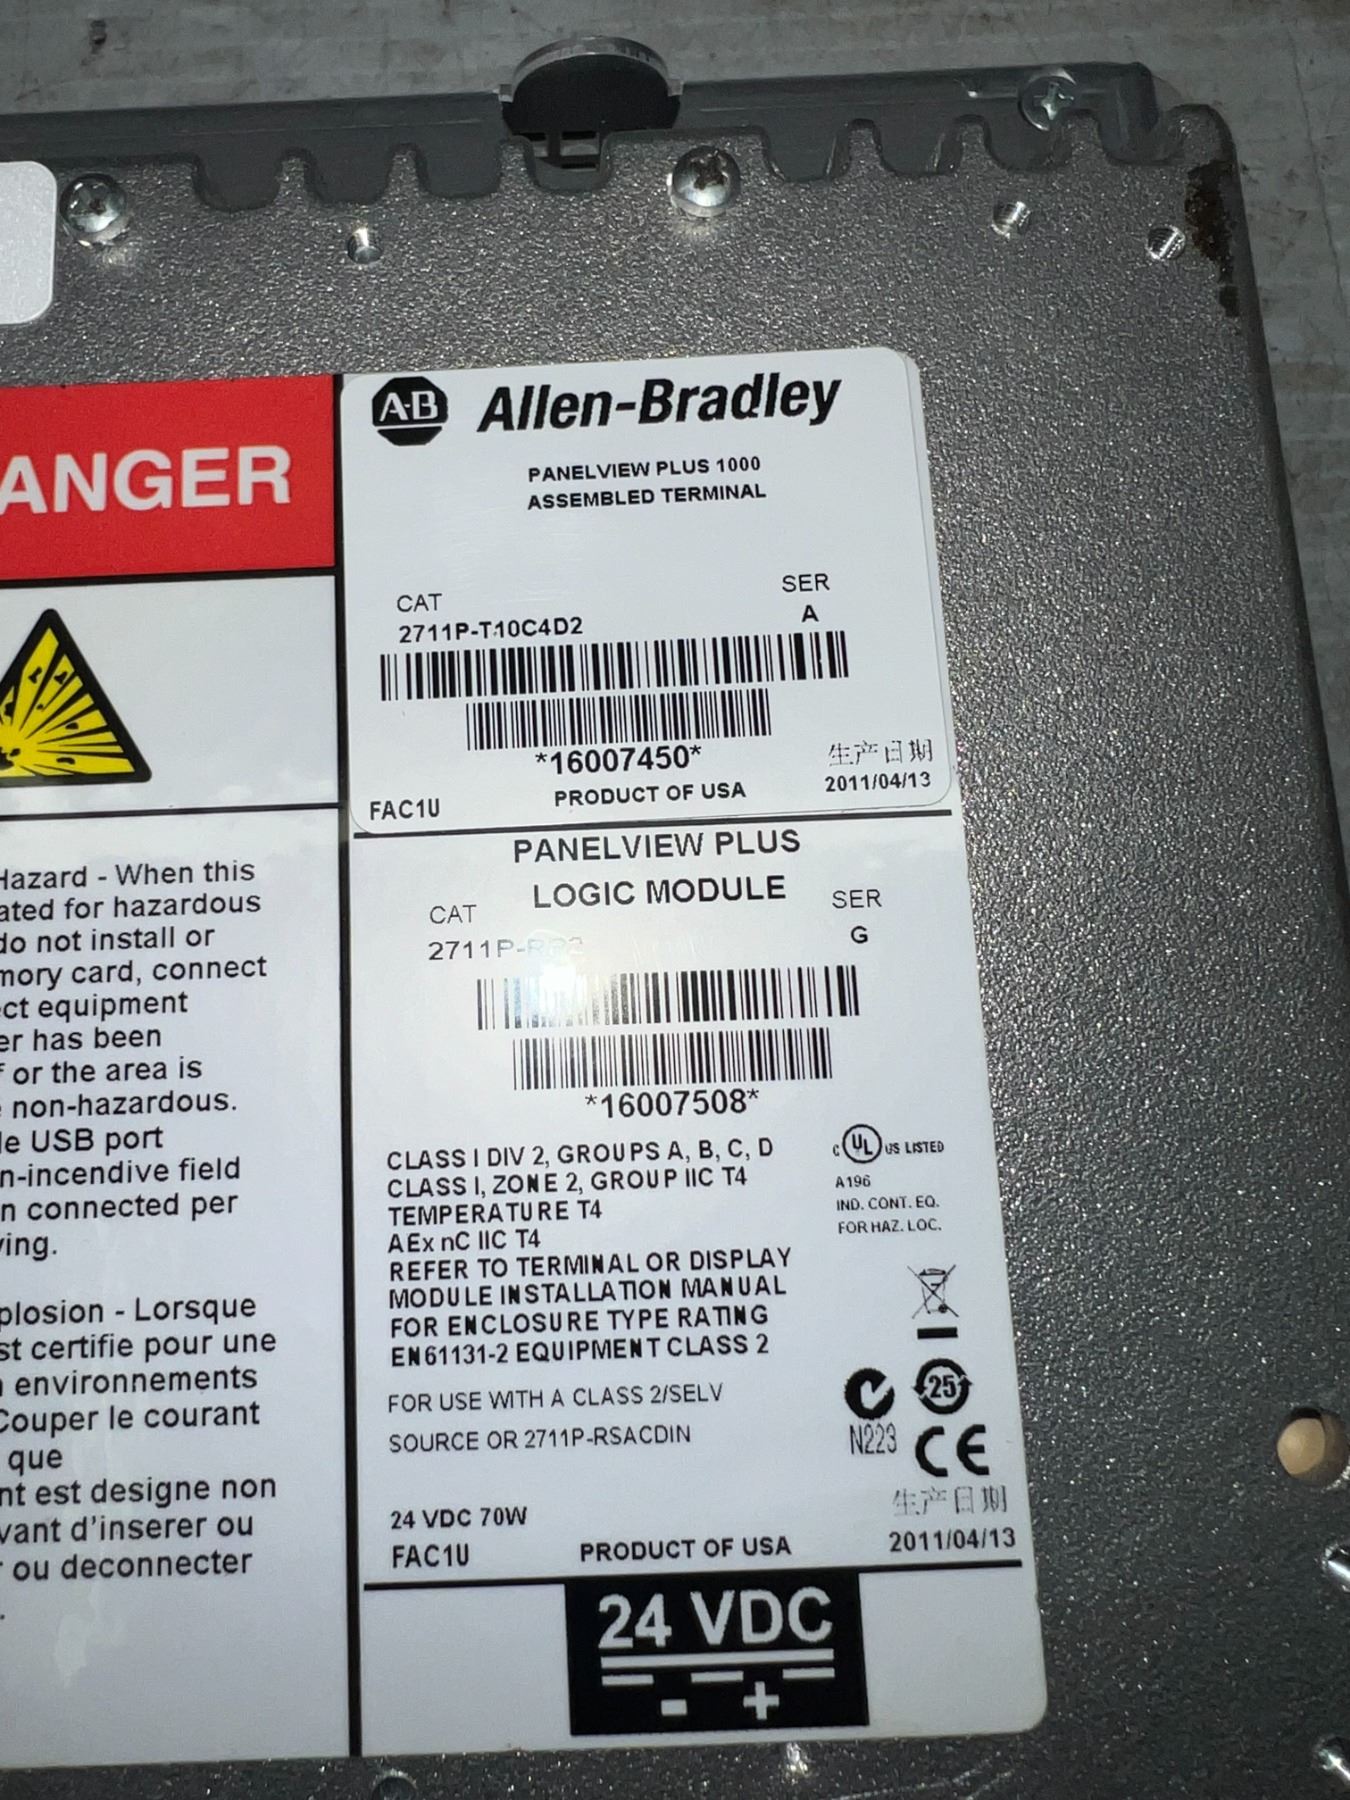 ANGER
Hazard - When this
ated for hazardous
do not install or
mory card, connect
ct equipment
er has been
or the area is
non-hazardous.
le USB port
n-incendive field
n connected per
ying.
plosion - Lorsque
st certifie pour une
environnements
Couper le courant
que
nt est designe non
vant d'inserer ou
ou deconnecter
A-B Allen-Bradley
PANELVIEW PLUS 1000
ASSEMBLED TERMINAL
CAT SER
2711P-T10C4D2 A
*16007450*
生产日期
FAC1U PRODUCT OF USA 2011/04/13
PANELVIEW PLUS
LOGIC MODULE
CAT SER
G
*16007508*
CLASS I DIV 2, GROUPS A, B, C, D
CLASS I, ZONE 2, GROUP IIC T4
TEMPERATURE T4
AEx nC IIC T4
REFER TO TERMINAL OR DISPLAY
MODULE INSTALLATION MANUAL
FOR ENCLOSURE TYPE RATING
EN61131-2 EQUIPMENT CLASS 2
FOR USE WITH A CLASS 2/SELV
SOURCE OR 2711P-RSACDIN
C UL US LISTED
A196
IND. CONT. EQ.
FOR HAZ. LOC.
25
N223 CE
生产日期
24 VDC 70W
FAC1U PRODUCT OF USA 2011/04/13
24 VDC
- +